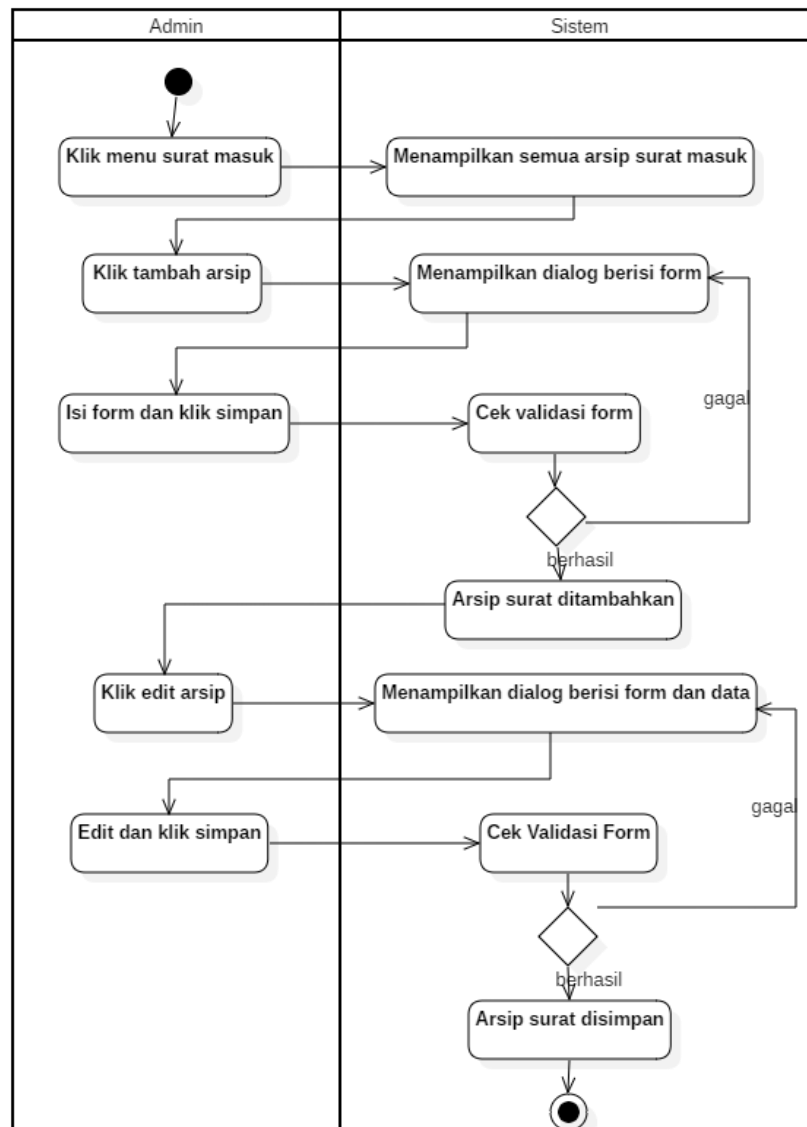 Admin
Sistem
Klik menu surat masuk
Menampilkan semua arsip surat masuk
Klik tambah arsip
Menampilkan dialog berisi form
Isi form dan klik simpan
Cek validasi form
gagal
berhasil
Arsip surat ditambahkan
Klik edit arsip
Menampilkan dialog berisi form dan data
Edit dan klik simpan
Cek Validasi Form
gagal
berhasil
Arsip surat disimpan